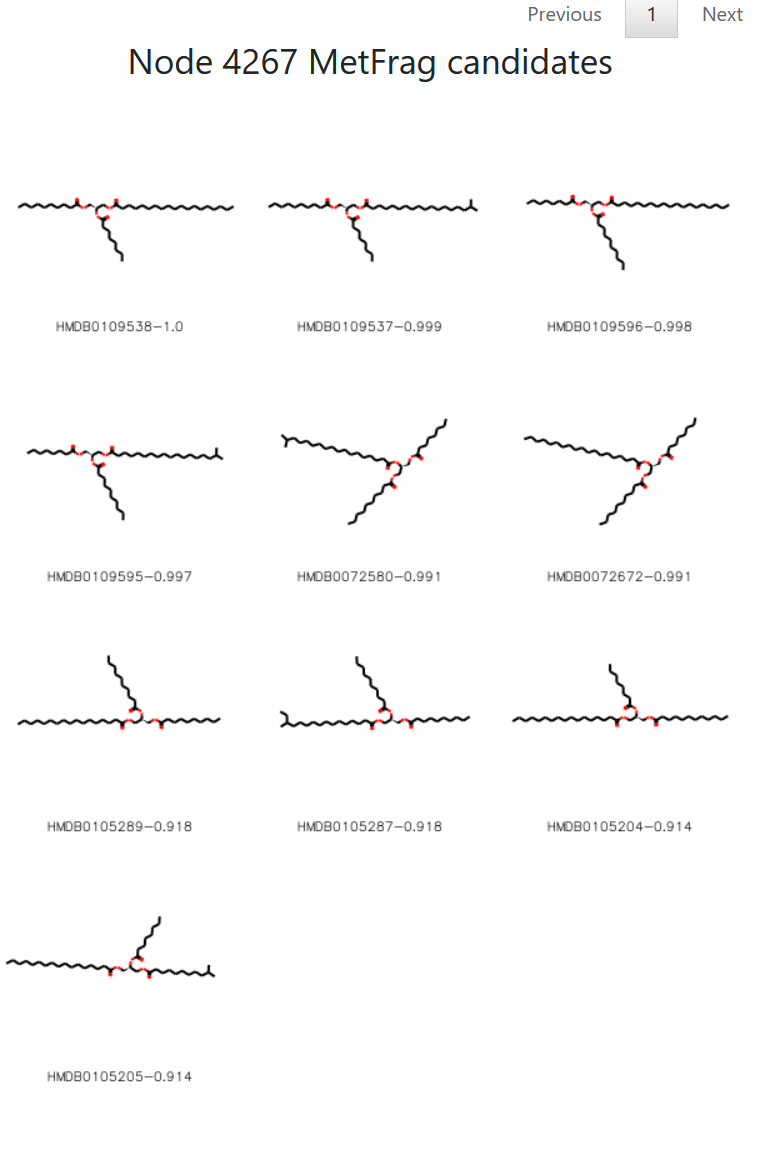 Previous 1 Next
Node 4267 MetFrag candidates
HMDB0109538-1.0 HMDB0109537-0.999 HMDB0109596-0.998
HMDB0109595-0.997 HMDB0072580-0.991 HMDB0072672-0.991
HMDB0105289-0.918 HMDB0105287-0.918 HMDB0105204-0.914
HMDB0105205-0.914